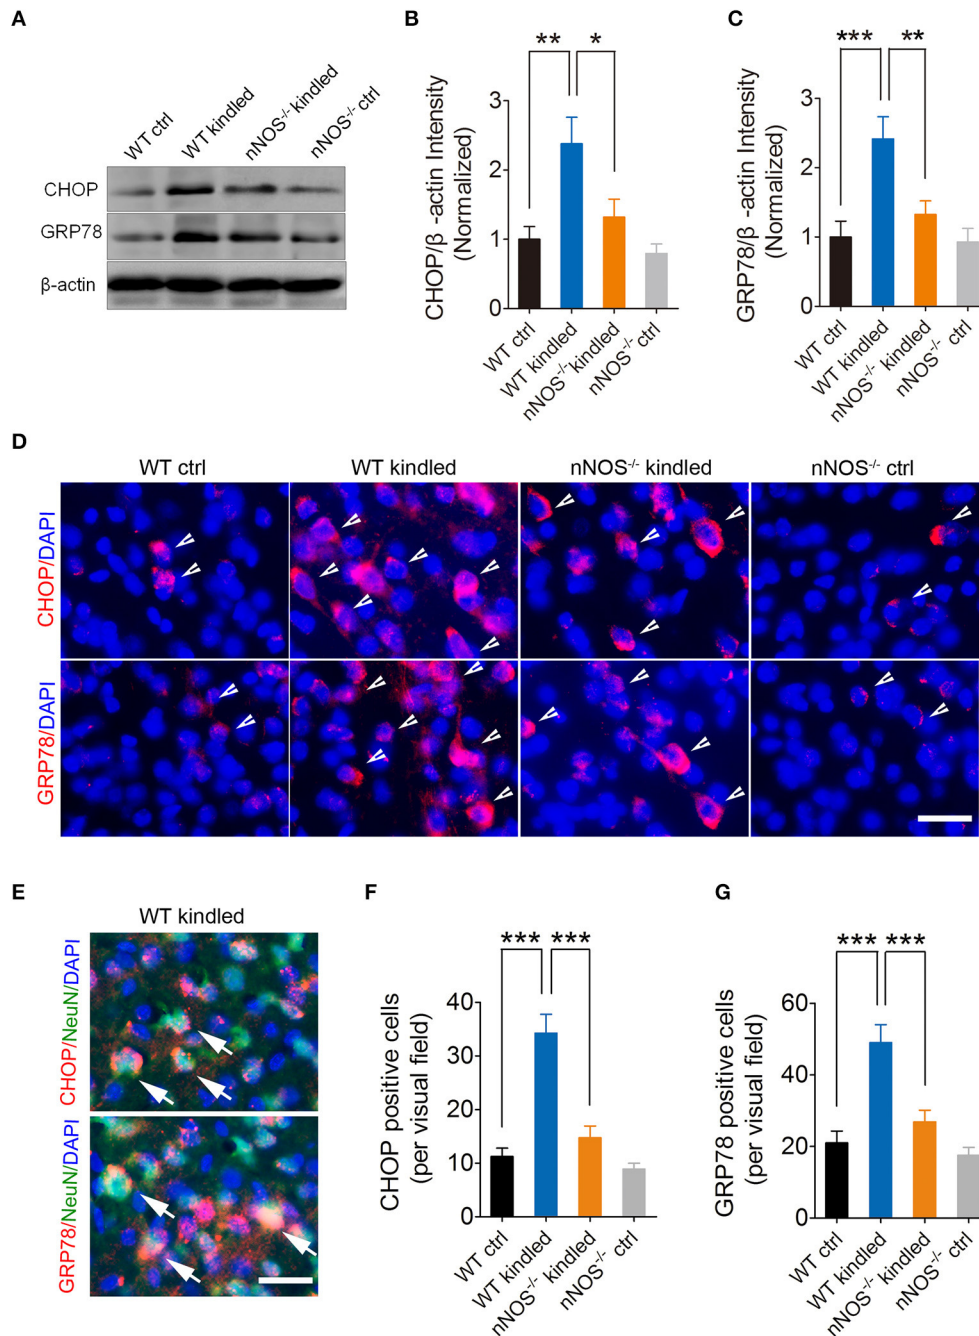 A
WT ctrl
WT kindled
nNOS-/- kindled
nNOS-/- ctrl
CHOP
GRP78
β-actin
B
** *
CHOP/β -actin Intensity
(Normalized)
3
2
1
0
WT ctrl
WT kindled
nNOS-/- kindled
nNOS-/- ctrl
C
*** **
GRP78/β -actin Intensity
(Normalized)
3
2
1
0
WT ctrl
WT kindled
nNOS-/- kindled
nNOS-/- ctrl
D
WT ctrl
WT kindled
nNOS-/- kindled
nNOS-/- ctrl
CHOP/DAPI
GRP78/DAPI
E
WT kindled
CHOP/NeuN/DAPI
GRP78/NeuN/DAPI
F
*** ***
CHOP positive cells
(per visual field)
40
30
20
10
0
WT ctrl
WT kindled
nNOS-/- kindled
nNOS-/- ctrl
G
*** ***
GRP78 positive cells
(per visual field)
60
40
20
0
WT ctrl
WT kindled
nNOS-/- kindled
nNOS-/- ctrl